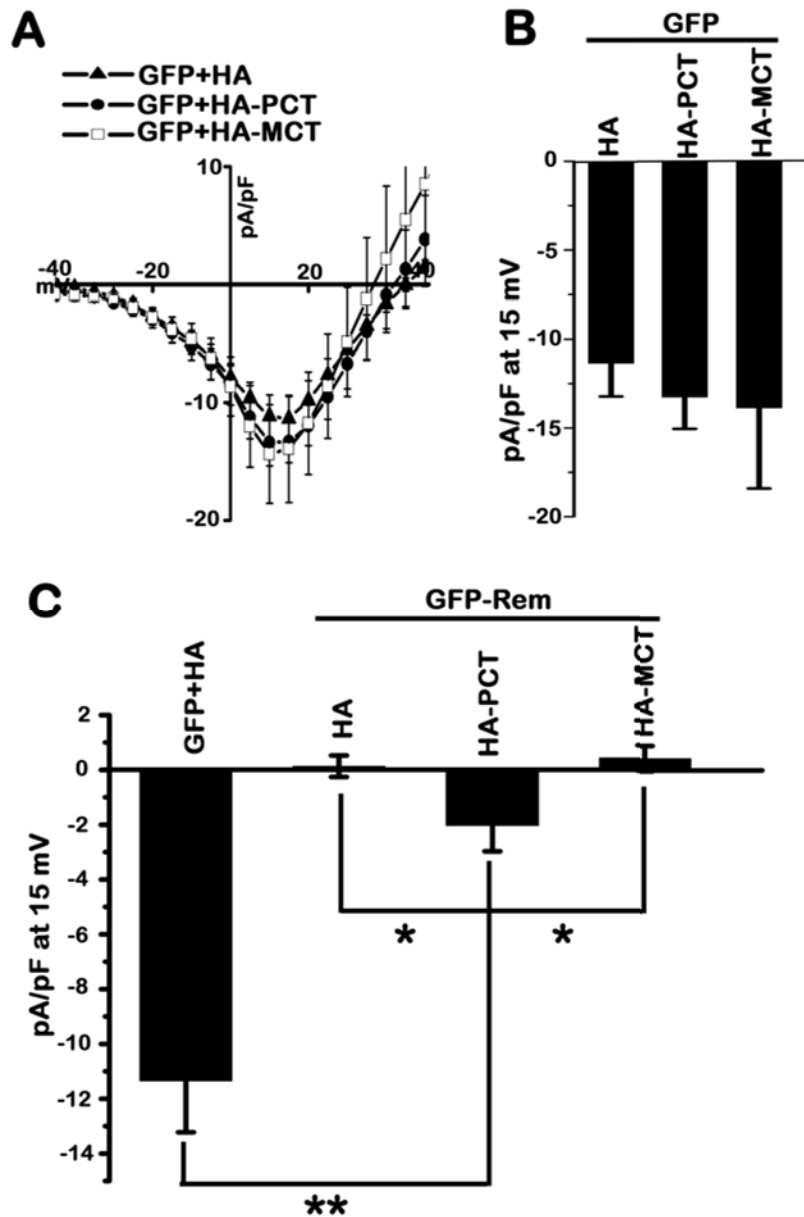 A
GFP+HA
GFP+HA-PCT
GFP+HA-MCT
10
pA/pF
-40
-20
20
40
m
-10
-20
B
GFP
HA
HA-PCT
HA-MCT
0
-5
-10
-15
-20
pA/pF at 15 mV
C
GFP-Rem
GFP+HA
HA
HA-PCT
HA-MCT
2
0
-2
-4
-6
-8
-10
-12
-14
pA/pF at 15 mV
* *
**